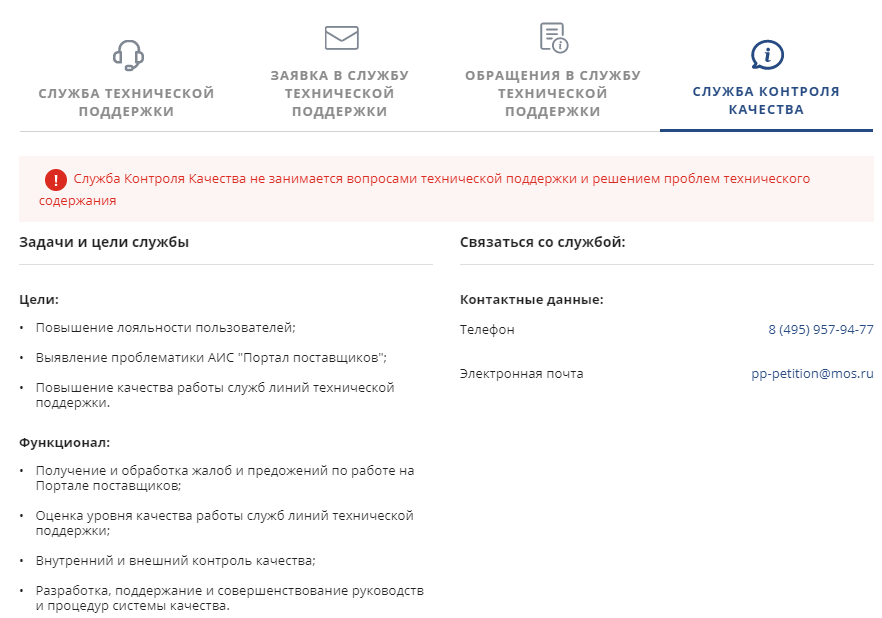 СЛУЖБА ТЕХНИЧЕСКОЙ
ПОДДЕРЖКИ
ЗАЯВКА В СЛУЖБУ
ТЕХНИЧЕСКОЙ
ПОДДЕРЖКИ
ОБРАЩЕНИЯ В СЛУЖБУ
ТЕХНИЧЕСКОЙ
ПОДДЕРЖКИ
СЛУЖБА КОНТРОЛЯ
КАЧЕСТВА
Служба Контроля Качества не занимается вопросами технической поддержки и решением проблем технического
содержания
Задачи и цели службы
Цели:
• Повышение лояльности пользователей;
• Выявление проблематики АИС "Портал поставщиков";
• Повышение качества работы служб линий технической
поддержки.
Функционал:
• Получение и обработка жалоб и предожений по работе на
Портале поставщиков;
• Оценка уровня качества работы служб линий технической
поддержки;
• Внутренний и внешний контроль качества;
• Разработка, поддержание и совершенствование руководств
и процедур системы качества.
Связаться со службой:
Контактные данные:
Телефон 8 (495) 957-94-77
Электронная почта pp-petition@mos.ru